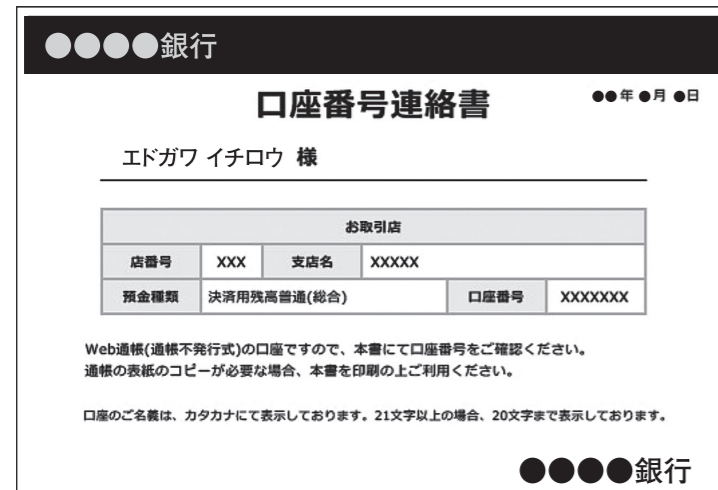 ●●●●銀行
口座番号連絡書
●●年 ●月 ●日
エドガワ イチロウ 様
お取引店
店番号 XXX 支店名 XXXXX
預金種類 決済用残高普通(総合) 口座番号 XXXXXXX
Web通帳(通帳不発行式)の口座ですので、本書にて口座番号をご確認ください。
通帳の表紙のコピーが必要な場合、本書を印刷の上ご利用ください。
口座のご名義は、カタカナにて表示しております。21文字以上の場合、20文字まで表示しております。
●●●●銀行